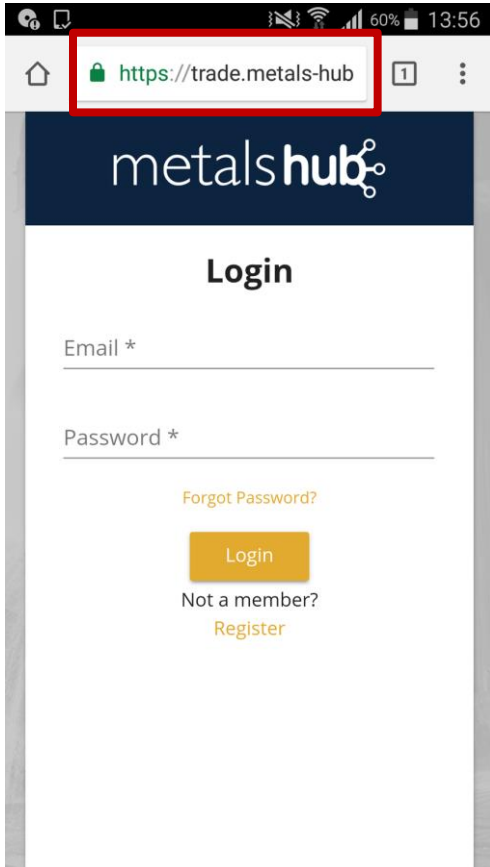 60% 13:56
https://trade.metals-hub
1
metalshub
Login
Email *
Password *
Forgot Password?
Login
Not a member?
Register